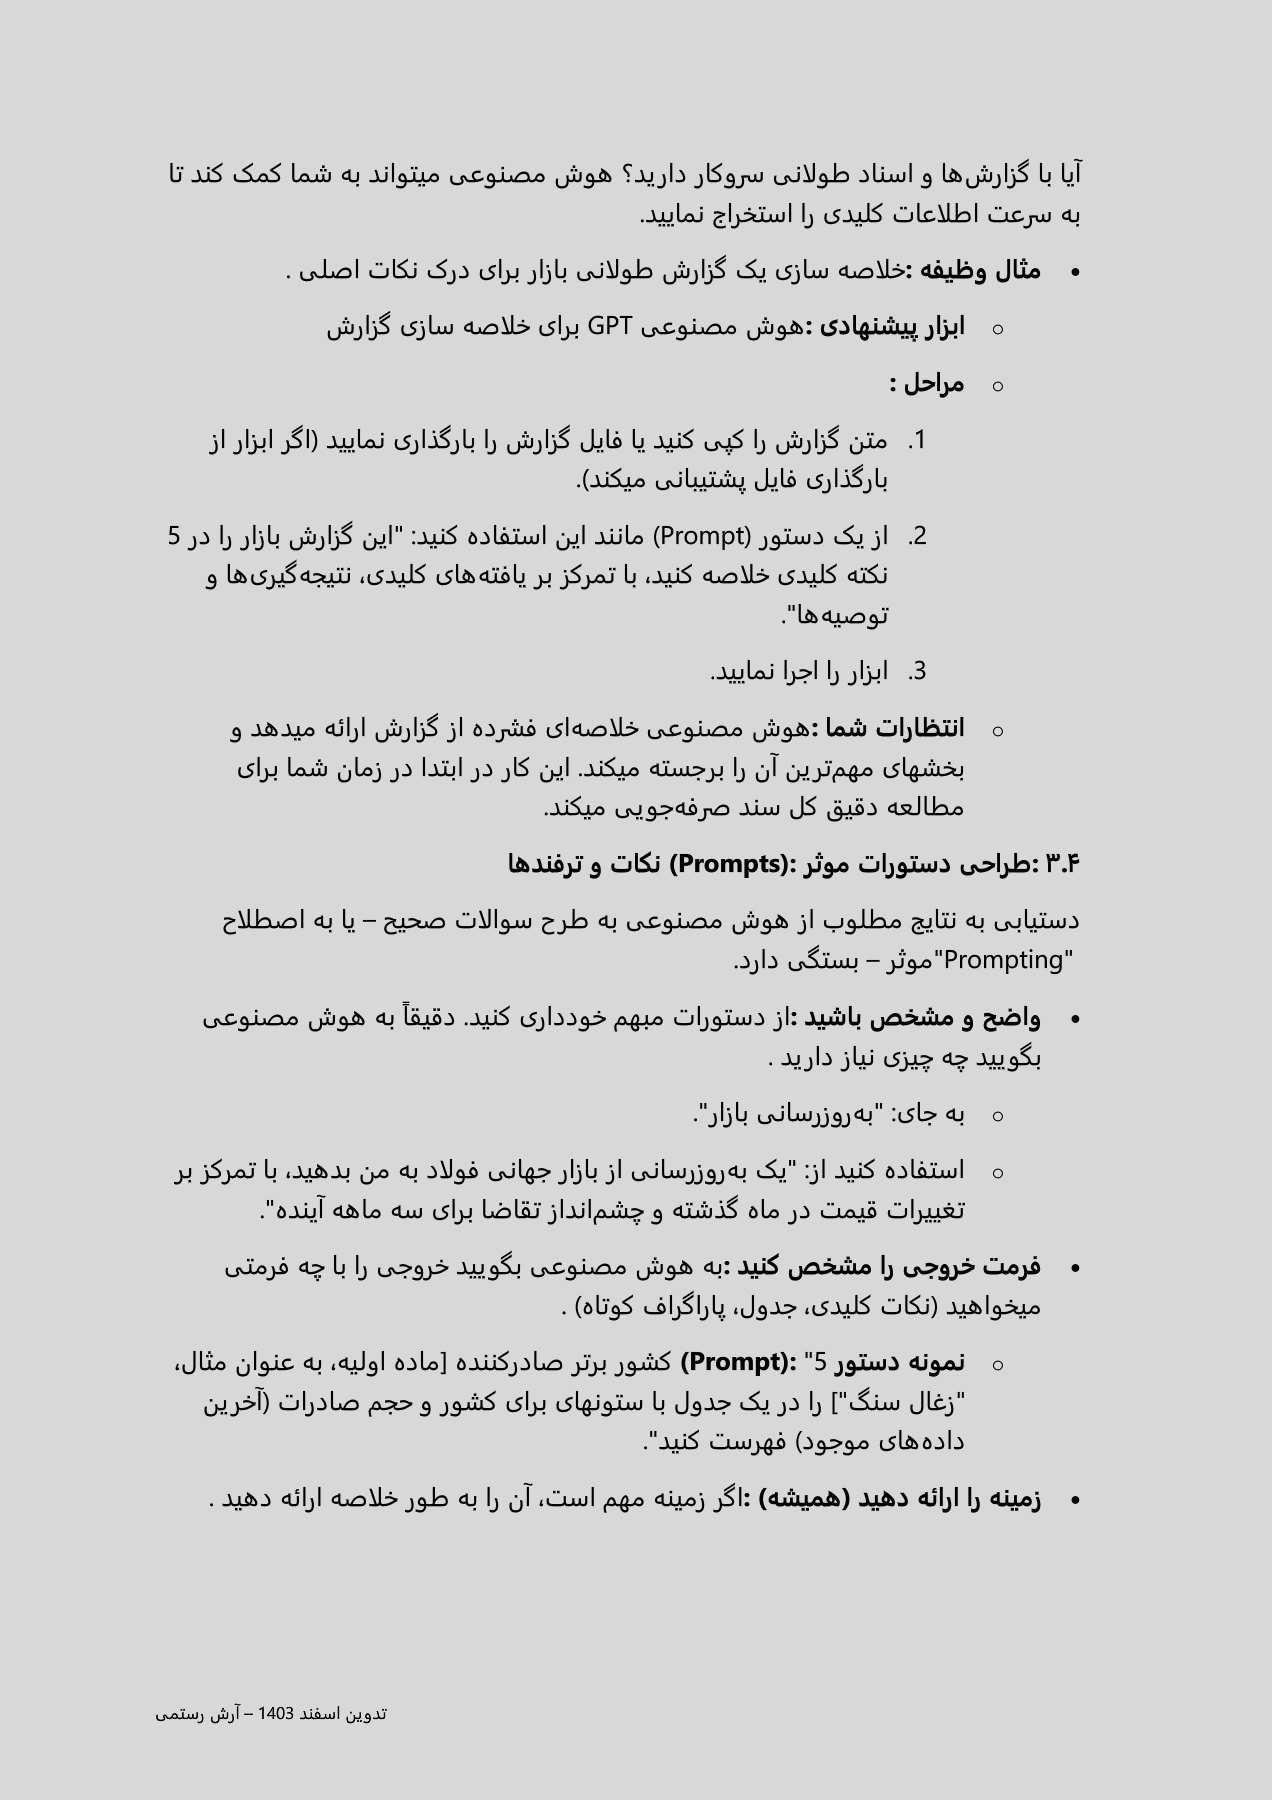 آیا با گزارش‌ها و اسناد طولانی سروکار دارید؟ هوش مصنوعی میتواند به شما کمک کند تا
به سرعت اطلاعات کلیدی را استخراج نمایید.
• مثال وظیفه :خلاصه سازی یک گزارش طولانی بازار برای درک نکات اصلی .
○ ابزار پیشنهادی :هوش مصنوعی GPT برای خلاصه سازی گزارش
○ مراحل :
1. متن گزارش را کپی کنید یا فایل گزارش را بارگذاری نمایید (اگر ابزار از
بارگذاری فایل پشتیبانی میکند).
2. از یک دستور (Prompt) مانند این استفاده کنید: "این گزارش بازار را در 5
نکته کلیدی خلاصه کنید، با تمرکز بر یافته‌های کلیدی، نتیجه‌گیری‌ها و
توصیه‌ها".
3. ابزار را اجرا نمایید.
○ انتظارات شما :هوش مصنوعی خلاصه‌ای فشرده از گزارش ارائه میدهد و
بخشهای مهم‌ترین آن را برجسته میکند. این کار در ابتدا در زمان شما برای
مطالعه دقیق کل سند صرفه‌جویی میکند.
۳.۴ :طراحی دستورات موثر :(Prompts) نکات و ترفندها
دستیابی به نتایج مطلوب از هوش مصنوعی به طرح سوالات صحیح – یا به اصطلاح
"Prompting"موثر – بستگی دارد.
• واضح و مشخص باشید :از دستورات مبهم خودداری کنید. دقیقاً به هوش مصنوعی
بگویید چه چیزی نیاز دارید .
○ به جای: "به‌روزرسانی بازار".
○ استفاده کنید از: "یک به‌روزرسانی از بازار جهانی فولاد به من بدهید، با تمرکز بر
تغییرات قیمت در ماه گذشته و چشم‌انداز تقاضا برای سه ماهه آینده".
• فرمت خروجی را مشخص کنید :به هوش مصنوعی بگویید خروجی را با چه فرمتی
میخواهید (نکات کلیدی، جدول، پاراگراف کوتاه) .
○ نمونه دستور (Prompt): "5 کشور برتر صادرکننده [ماده اولیه، به عنوان مثال،
"زغال سنگ"] را در یک جدول با ستونهای برای کشور و حجم صادرات (آخرین
داده‌های موجود) فهرست کنید".
• زمینه را ارائه دهید (همیشه) :اگر زمینه مهم است، آن را به طور خلاصه ارائه دهید .
تدوین اسفند 1403 – آرش رستمی